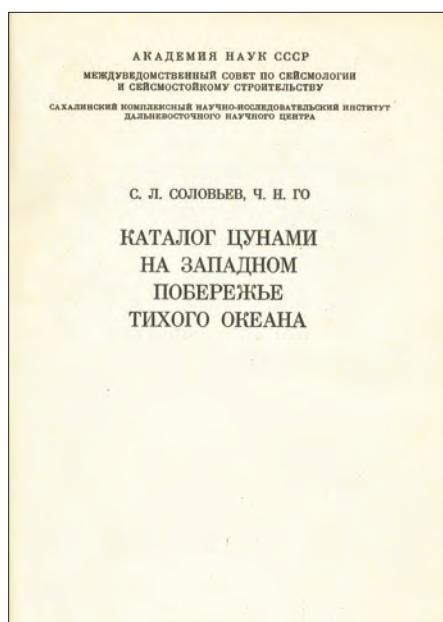 АКАДЕМИЯ НАУК СССР
МЕЖДУВЕДОМСТВЕННЫЙ СОВЕТ ПО СЕЙСМОЛОГИИ
И СЕЙСМОСТОЙКОМУ СТРОИТЕЛЬСТВУ
САХАЛИНСКИЙ КОМПЛЕКСНЫЙ НАУЧНО-ИССЛЕДОВАТЕЛЬСКИЙ ИНСТИТУТ
ДАЛЬНЕВОСТОЧНОГО НАУЧНОГО ЦЕНТРА
С. Л. СОЛОВЬЕВ, Ч. Н. ГО
КАТАЛОГ ЦУНАМИ
НА ЗАПАДНОМ
ПОБЕРЕЖЬЕ
ТИХОГО ОКЕАНА